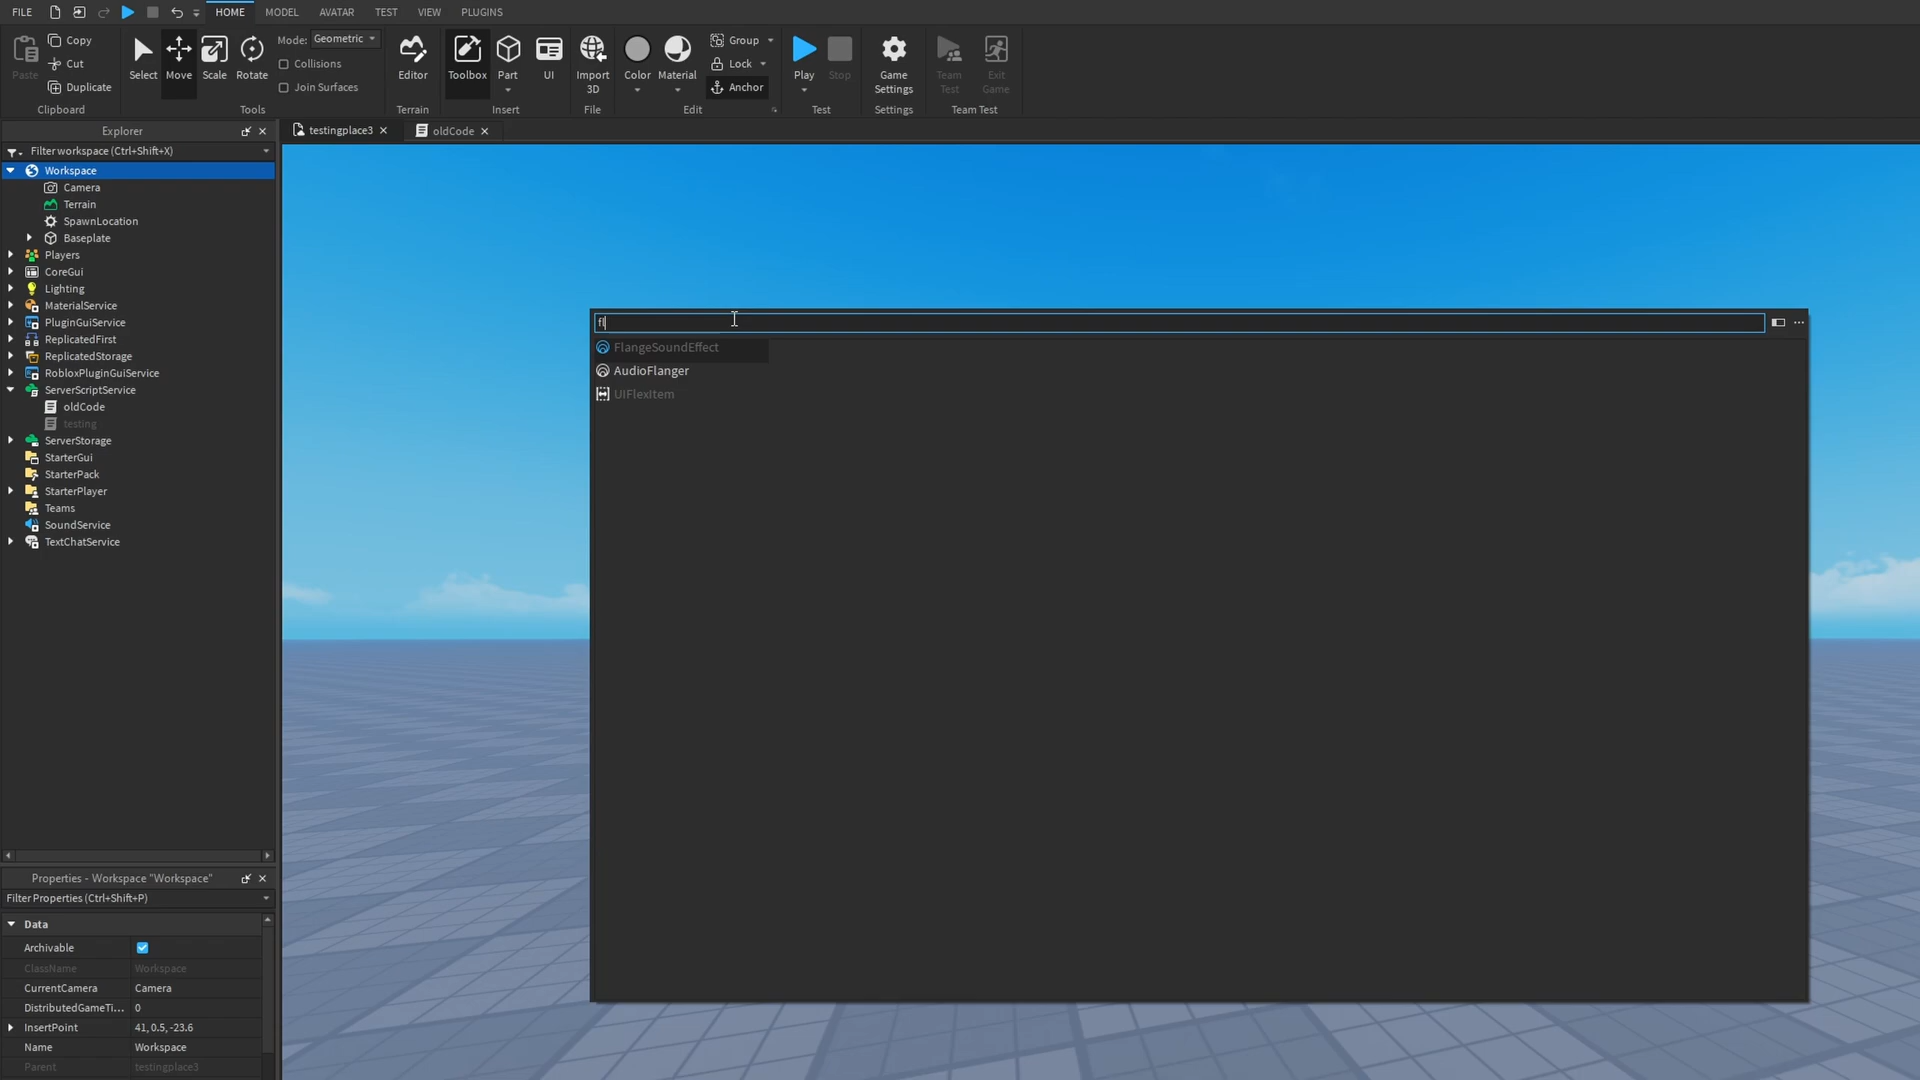 FILE HOME MODEL AVATAR TEST VIEW PLUGINS
Paste Copy Cut Duplicate Clipboard
Select Move Scale Rotate Mode: Geometric Collisions Join Surfaces Tools
Editor Terrain
Toolbox Part UI Insert
Import 3D File
Color Material Group Lock Anchor Edit
Play Stop Test
Game Settings Settings
Team Test Exit Game Team Test
Explorer
testingplace3
oldCode
Filter workspace (Ctrl+Shift+X)
Workspace
Camera
Terrain
SpawnLocation
Baseplate
Players
CoreGui
Lighting
MaterialService
PluginGuiService
ReplicatedFirst
ReplicatedStorage
RobloxPluginGuiService
ServerScriptService
oldCode
testing
ServerStorage
StarterGui
StarterPack
StarterPlayer
Teams
SoundService
TextChatService
fl
FlangeSoundEffect
AudioFlanger
UIFlexItem
Properties - Workspace "Workspace"
Filter Properties (Ctrl+Shift+P)
Data
Archivable
ClassName Workspace
CurrentCamera Camera
DistributedGameTi... 0
InsertPoint 41, 0.5, -23.6
Name Workspace
Parent testingplace3